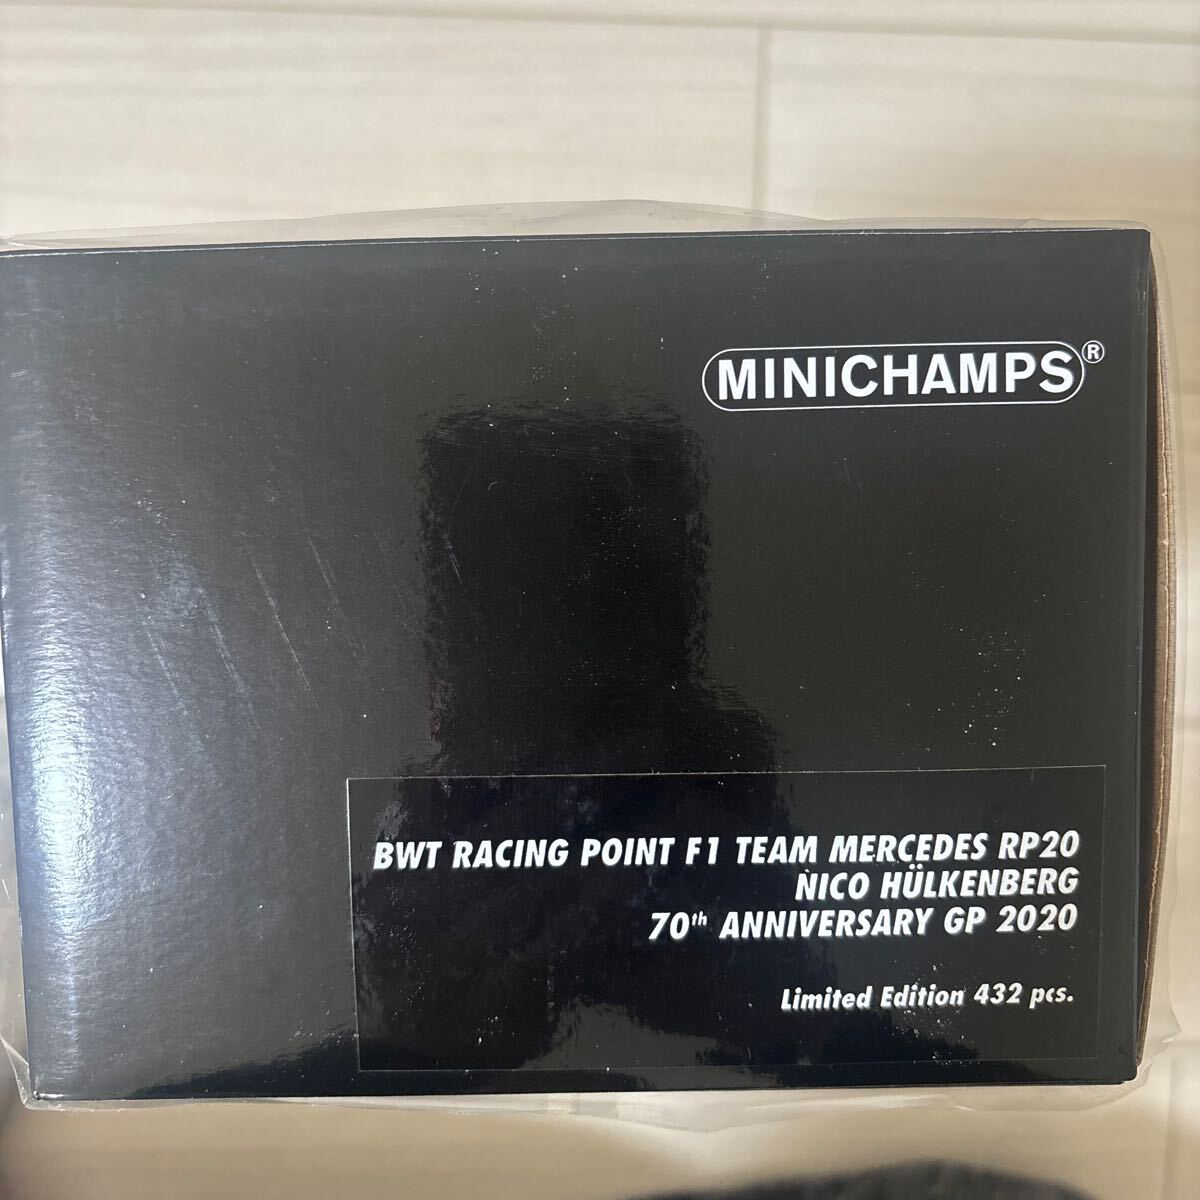 MINICHAMPS®
BWT RACING POINT F1 TEAM MERCEDES RP20
NICO HÜLKENBERG
70th ANNIVERSARY GP 2020
Limited Edition 432 pcs.